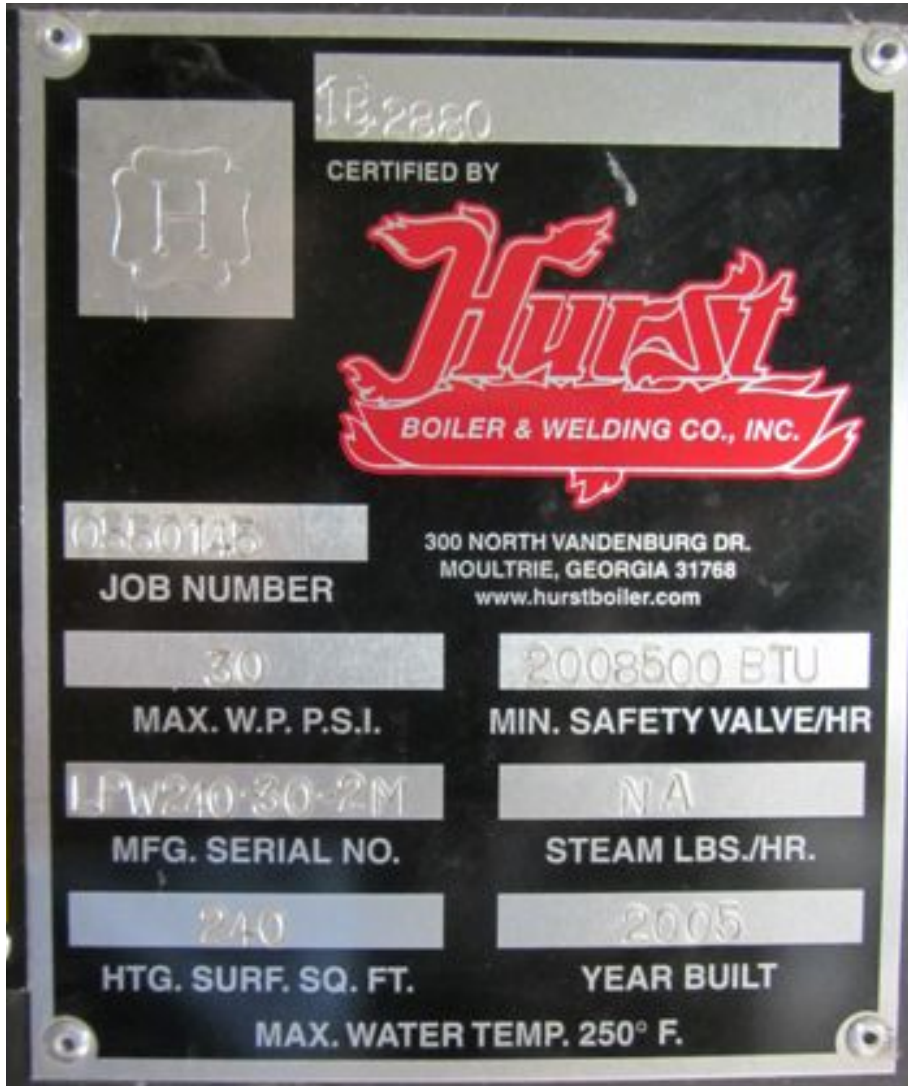 2880
CERTIFIED BY
H
Hurst
BOILER & WELDING CO., INC.
300 NORTH VANDENBURG DR.
MOULTRIE, GEORGIA 31768
www.hurstboiler.com
JOB NUMBER
30
MAX. W.P. P.S.I.
2008500 BTU
MIN. SAFETY VALVE/HR
LPW210-30-2M
MFG. SERIAL NO.
NA
STEAM LBS./HR.
240
HTG. SURF. SQ. FT.
2005
YEAR BUILT
MAX. WATER TEMP. 250° F.